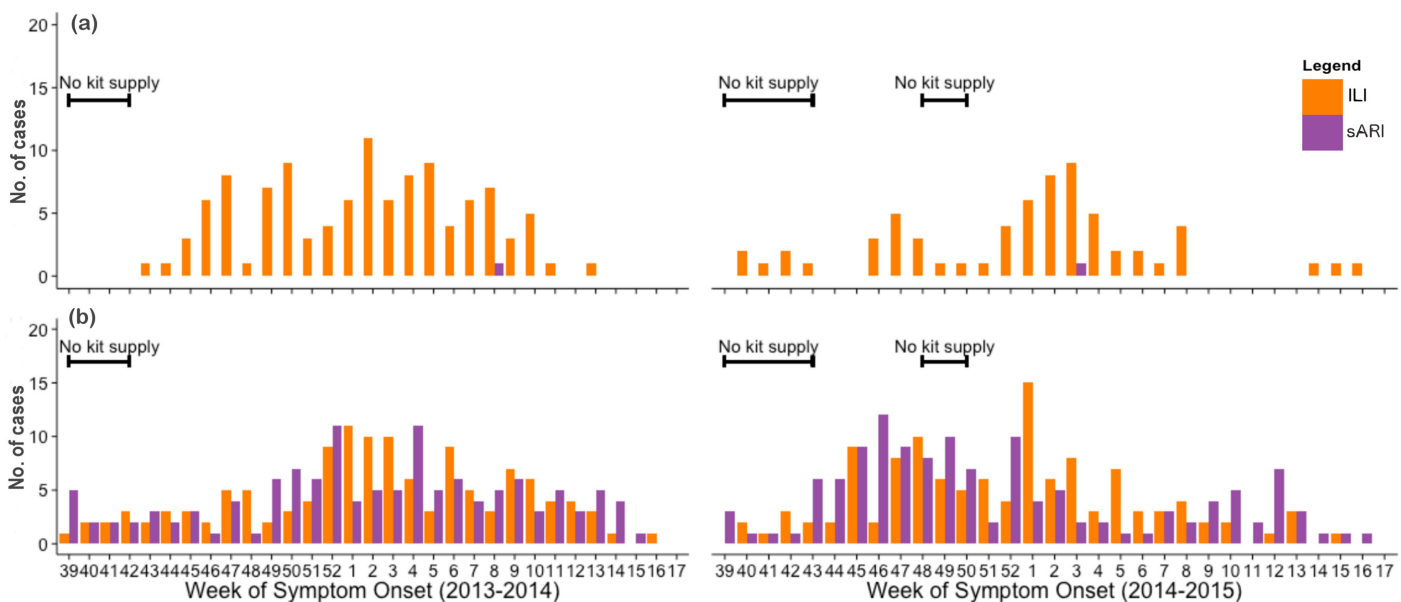 (a)
20
15
10
5
0
No. of cases
No kit supply
No kit supply
No kit supply
Legend
ILI
sARI
(b)
20
15
10
5
0
No. of cases
No kit supply
No kit supply
No kit supply
39 40 41 42 43 44 45 46 47 48 49 50 51 52 1 2 3 4 5 6 7 8 9 10 11 12 13 14 15 16 17
39 40 41 42 43 44 45 46 47 48 49 50 51 52 1 2 3 4 5 6 7 8 9 10 11 12 13 14 15 16 17
Week of Symptom Onset (2013-2014)
Week of Symptom Onset (2014-2015)